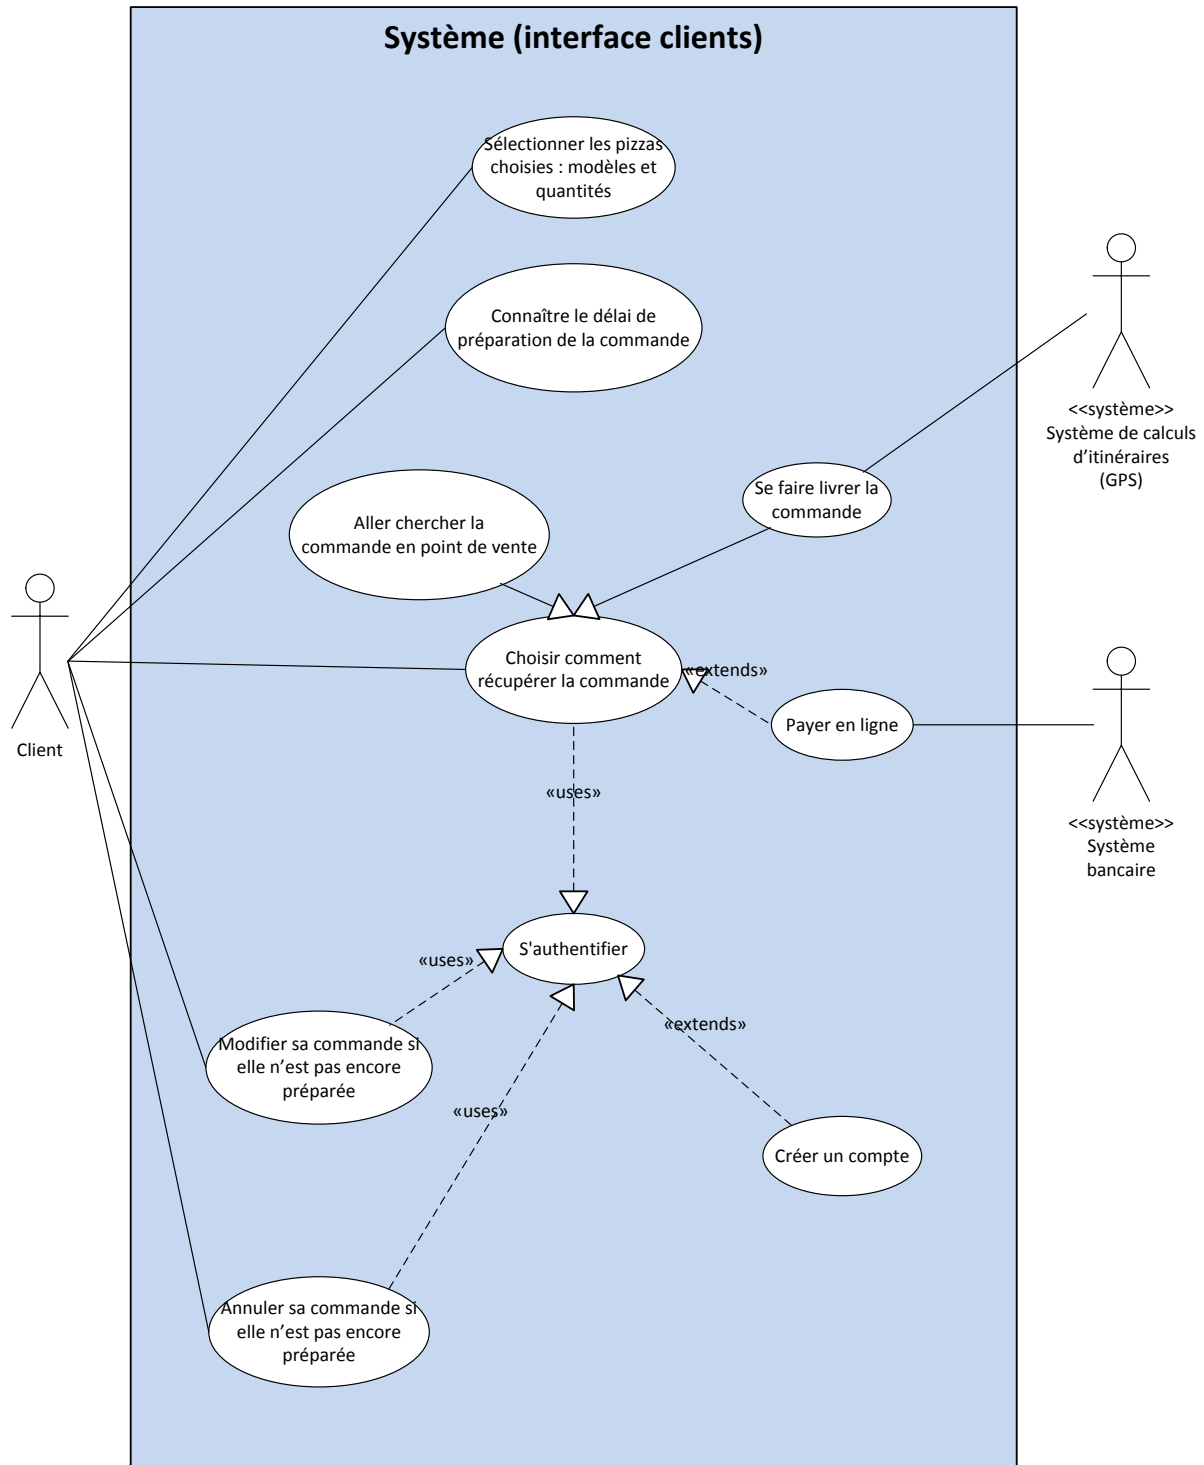 Système (interface clients)
Sélectionner les pizzas
choisies : modèles et
quantités
Connaître le délai de
préparation de la commande
<<système>>
Système de calculs
d’itinéraires
(GPS)
Se faire livrer la
commande
Aller chercher la
commande en point de vente
Choisir comment
récupérer la commande
«extends»
Payer en ligne
Client
«uses»
<<système>>
Système
bancaire
S'authentifier
«uses»
«extends»
Modifier sa commande si
elle n’est pas encore
préparée
«uses»
Créer un compte
Annuler sa commande si
elle n’est pas encore
préparée